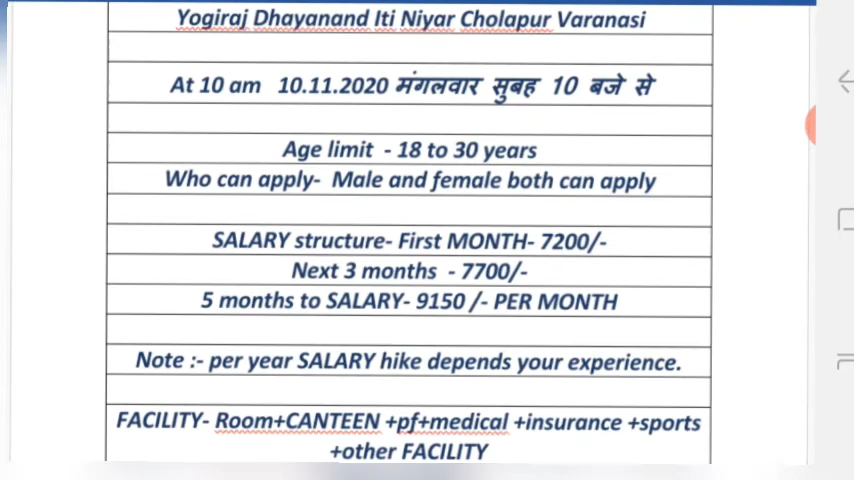 Yogiraj Dhayanand Iti Niyar Cholapur Varanasi
At 10 am 10.11.2020 मंगलवार सुबह 10 बजे से
Age limit - 18 to 30 years
Who can apply- Male and female both can apply
SALARY structure- First MONTH- 7200/-
Next 3 months - 7700/-
5 months to SALARY- 9150 /- PER MONTH
Note :- per year SALARY hike depends your experience.
FACILITY- Room+CANTEEN +pf+medical +insurance +sports
+other FACILITY